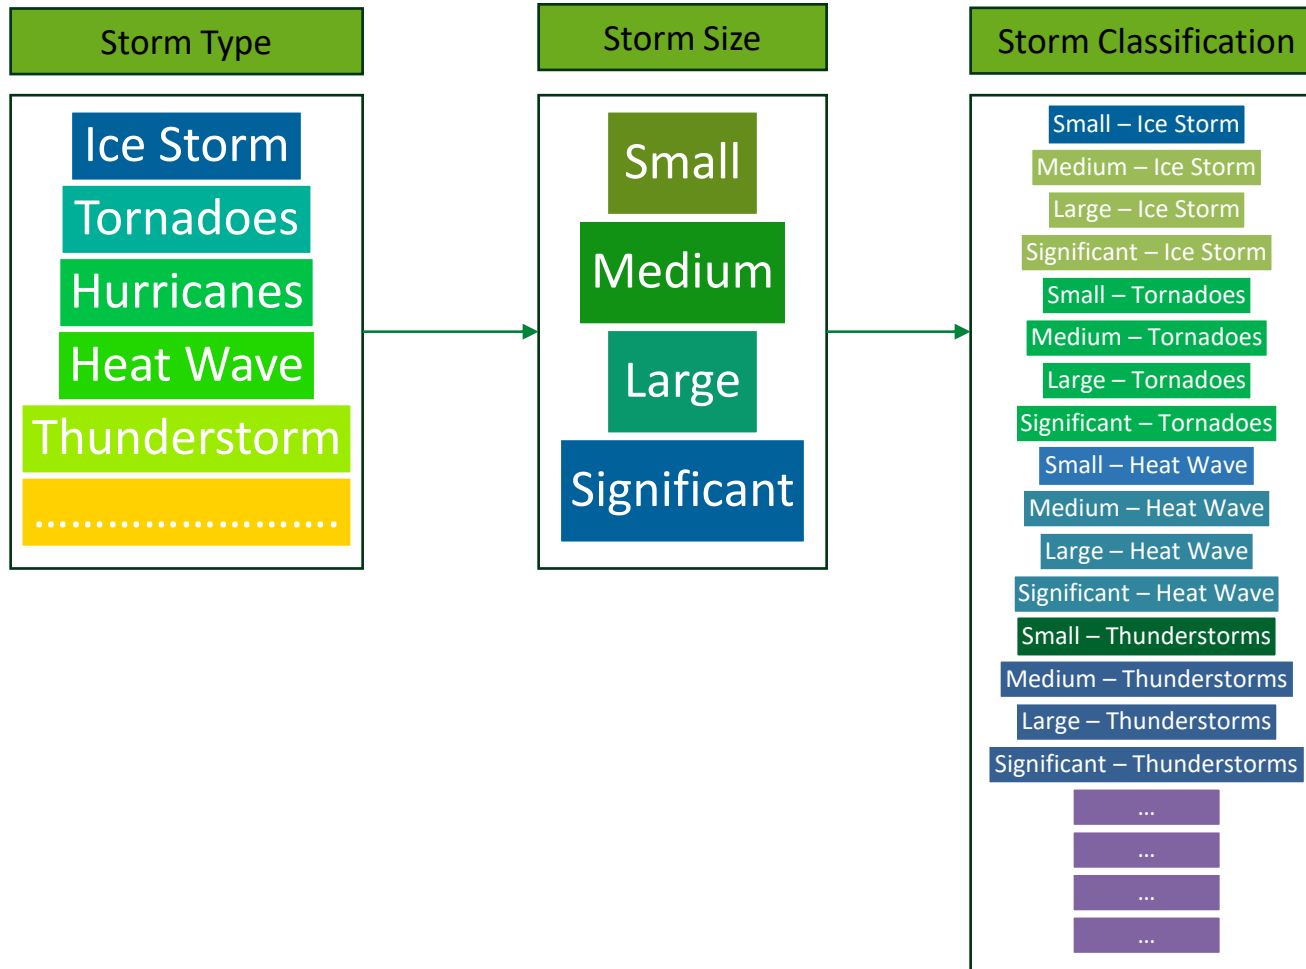 Storm Type
Ice Storm
Tornadoes
Hurricanes
Heat Wave
Thunderstorm
……………………….
Storm Size
Small
Medium
Large
Significant
Storm Classification
Small – Ice Storm
Medium – Ice Storm
Large – Ice Storm
Significant – Ice Storm
Small – Tornadoes
Medium – Tornadoes
Large – Tornadoes
Significant – Tornadoes
Small – Heat Wave
Medium – Heat Wave
Large – Heat Wave
Significant – Heat Wave
Small – Thunderstorms
Medium – Thunderstorms
Large – Thunderstorms
Significant – Thunderstorms
…
…
…
…